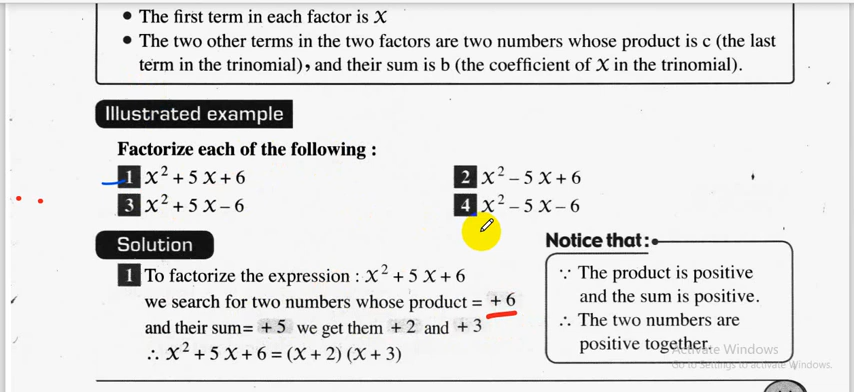 • The first term in each factor is X
• The two other terms in the two factors are two numbers whose product is c (the last
term in the trinomial), and their sum is b (the coefficient of X in the trinomial).
Illustrated example
Factorize each of the following :
1 X² + 5 X + 6
2 X² – 5 X + 6
3 X² + 5 X – 6
4 X² – 5 X – 6
Solution
1 To factorize the expression : X² + 5 X + 6
we search for two numbers whose product = + 6
and their sum= + 5 we get them + 2 and + 3
∴ X² + 5 X + 6 = (X + 2) (X + 3)
Notice that :
∵ The product is positive
and the sum is positive.
∴ The two numbers are
positive together.
Activate Windows
Go to Settings to activate Windows.